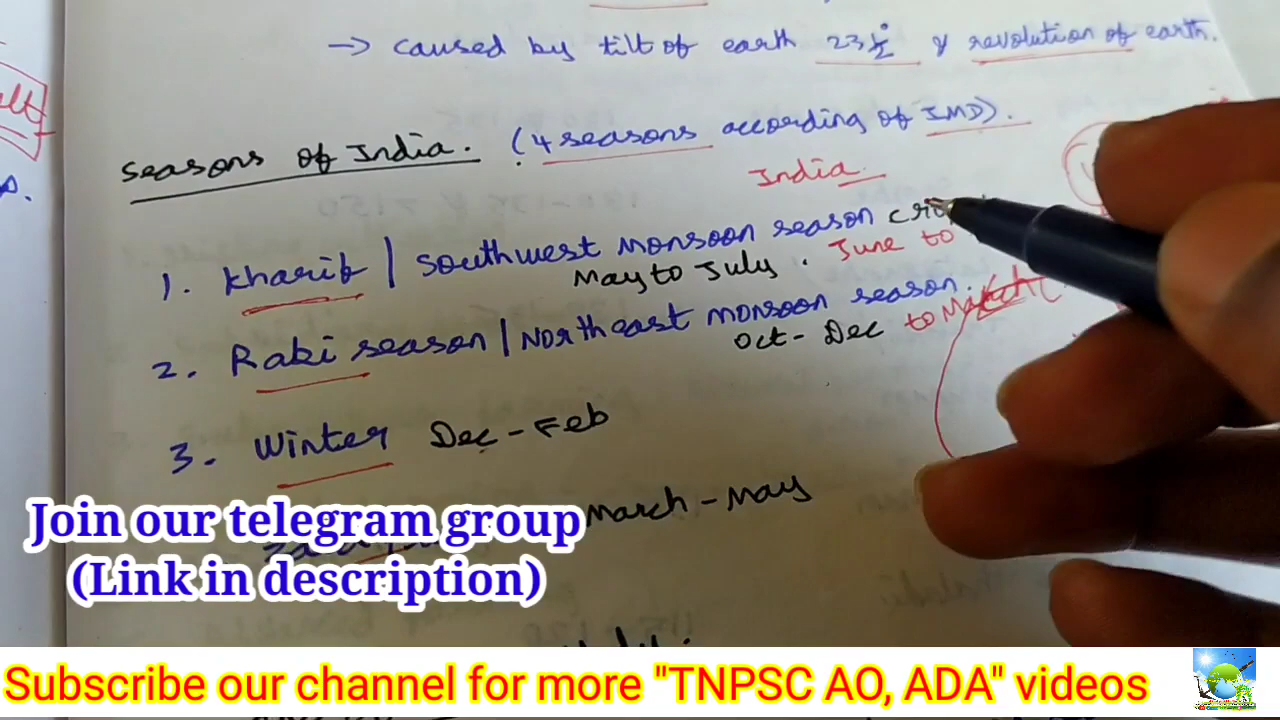 → caused by tilt of earth 23½° & revolution of earth.
seasons of India. (4 seasons according of IMD).
India
1. Kharif | Southwest monsoon season
May to July. June to
2. Rabi season | Northeast monsoon season.
Oct - Dec to March
3. Winter Dec - Feb
March - May
Join our telegram group
(Link in description)
Subscribe our channel for more "TNPSC AO, ADA" videos